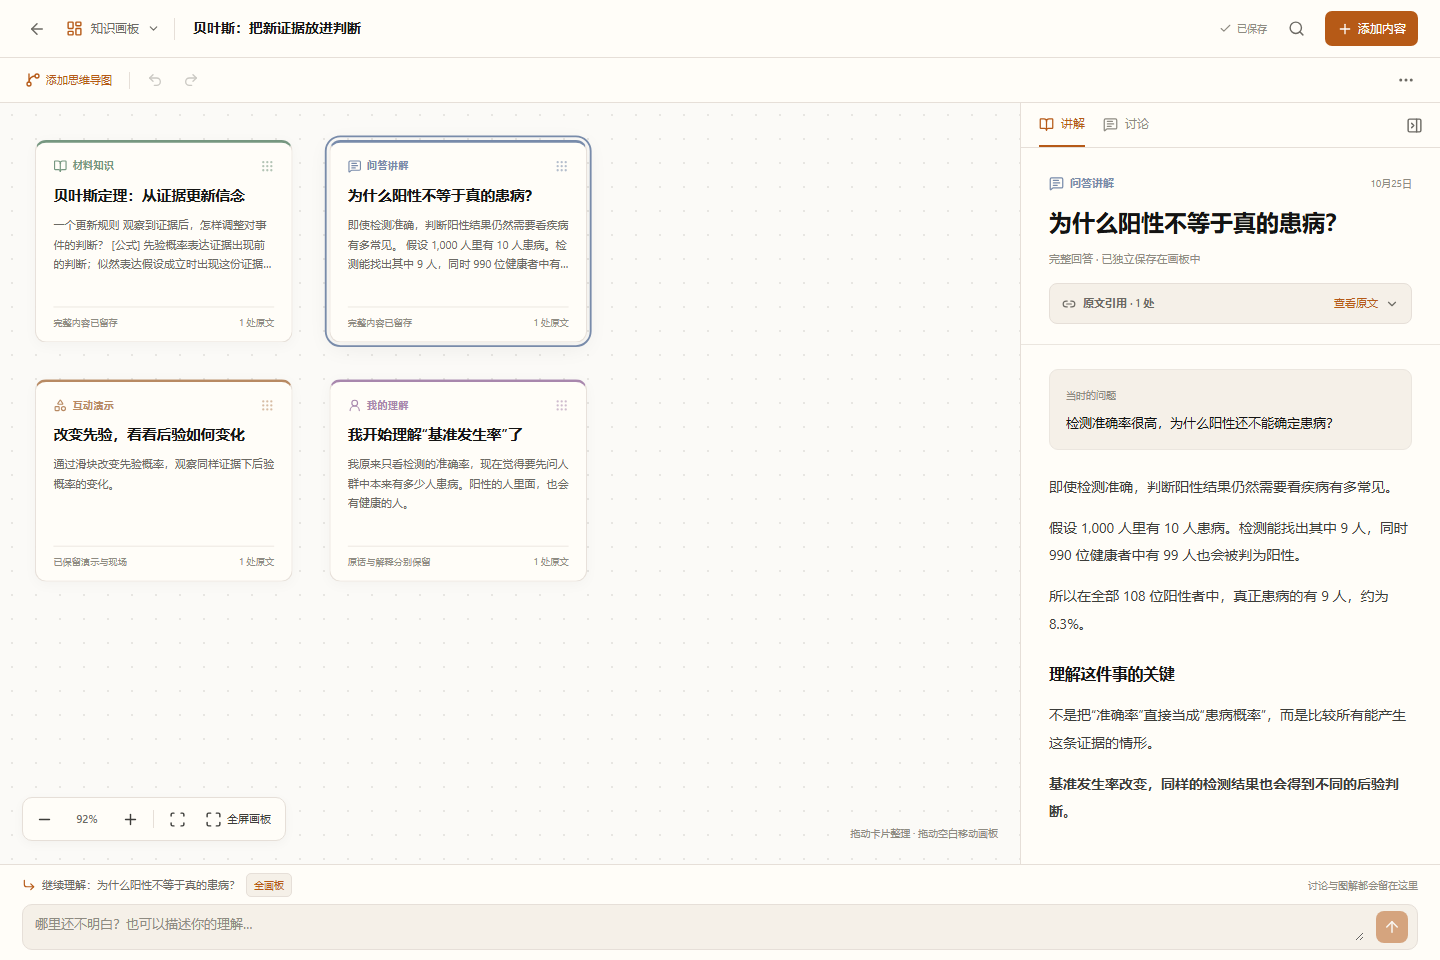 知识画板
贝叶斯：把新证据放进判断
已保存
添加内容
添加思维导图
材料知识
贝叶斯定理：从证据更新信念
一个更新规则 观察到证据后，怎样调整对事
件的判断？ [公式] 先验概率表达证据出现前
的判断；似然表达假设成立时出现这份证据...
完整内容已留存
1 处原文
问答讲解
为什么阳性不等于真的患病？
即使检测准确，判断阳性结果仍然需要看疾病
有多常见。 假设 1,000 人里有 10 人患病。检
测能找出其中 9 人，同时 990 位健康者中有...
完整内容已留存
1 处原文
互动演示
改变先验，看看后验如何变化
通过滑块改变先验概率，观察同样证据下后验
概率的变化。
已保留演示与现场
1 处原文
我的理解
我开始理解“基准发生率”了
我原来只看检测的准确率，现在觉得要先问人
群中本来有多少人患病。阳性的人里面，也会
有健康的人。
原话与解释分别保留
1 处原文
92%
全屏画板
拖动卡片整理 · 拖动空白移动画板
讲解
讨论
问答讲解
10月25日
为什么阳性不等于真的患病？
完整回答 · 已独立保存在画板中
原文引用 · 1 处
查看原文
当时的问题
检测准确率很高，为什么阳性还不能确定患病？
即使检测准确，判断阳性结果仍然需要看疾病有多常见。
假设 1,000 人里有 10 人患病。检测能找出其中 9 人，同时
990 位健康者中有 99 人也会被判为阳性。
所以在全部 108 位阳性者中，真正患病的有 9 人，约为
8.3%。
理解这件事的关键
不是把“准确率”直接当成“患病概率”，而是比较所有能产生
这条证据的情形。
基准发生率改变，同样的检测结果也会得到不同的后验判
断。
继续理解：为什么阳性不等于真的患病？
全画板
讨论与图解都会留在这里
哪里还不明白？也可以描述你的理解...